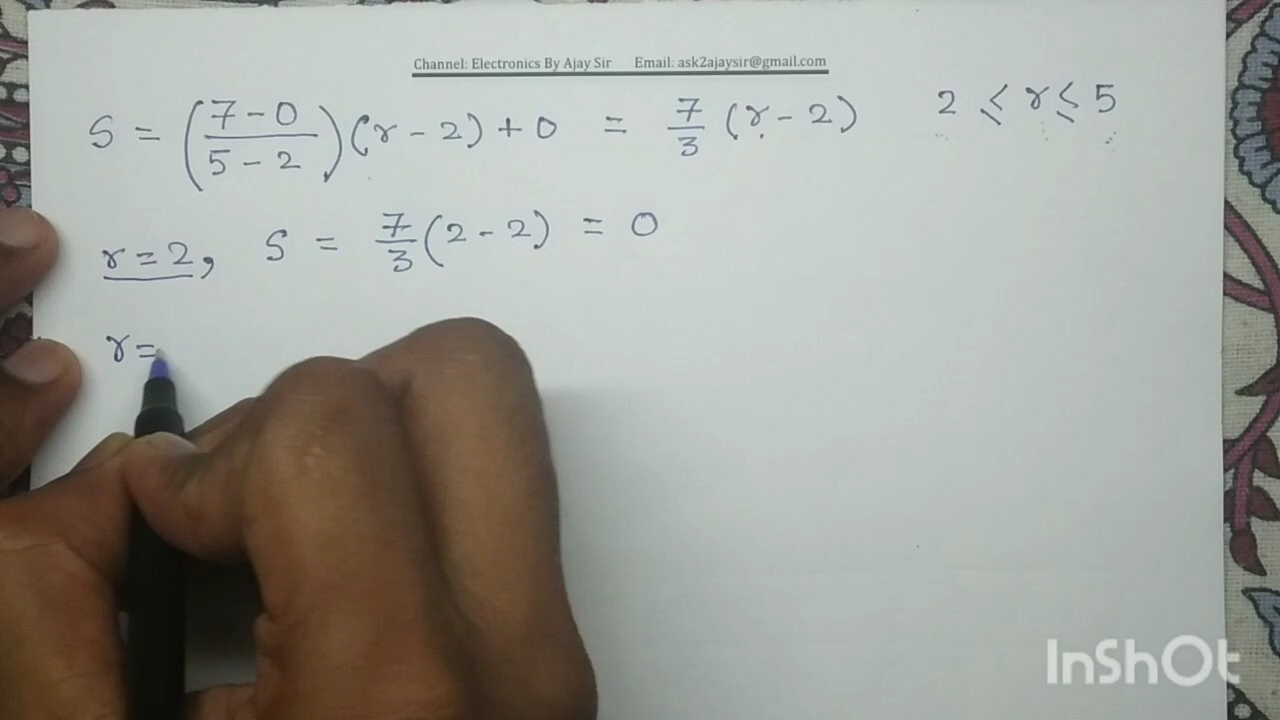 Channel: Electronics By Ajay Sir Email: ask2ajaysir@gmail.com
S = (7-0/5-2)(r-2)+0 = 7/3 (r-2) 2 ≤ r ≤ 5
r=2, S = 7/3(2-2) = 0
r=
InShOt